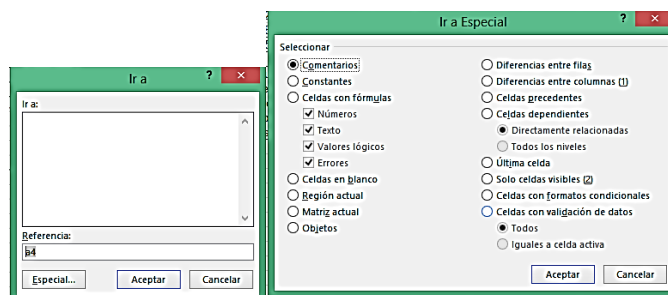 Ir a
? ×
Ir a:
Referencia:
a4
Especial...
Aceptar
Cancelar
Ir a Especial
? ×
Seleccionar
Comentarios
Constantes
Celdas con fórmulas
Números
Texto
Valores lógicos
Errores
Celdas en blanco
Región actual
Matriz actual
Objetos
Diferencias entre filas
Diferencias entre columnas (1)
Celdas precedentes
Celdas dependientes
Directamente relacionadas
Todos los niveles
Última celda
Solo celdas visibles (2)
Celdas con formatos condicionales
Celdas con validación de datos
Todos
Iguales a celda activa
Aceptar
Cancelar